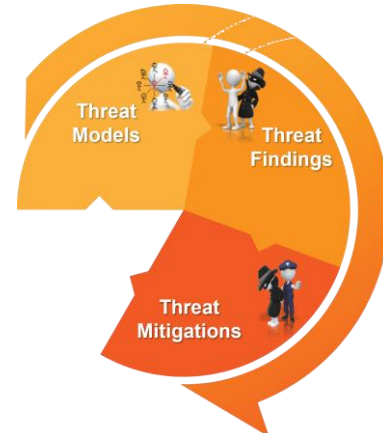 Threat
Models
Threat
Findings
Threat
Mitigations